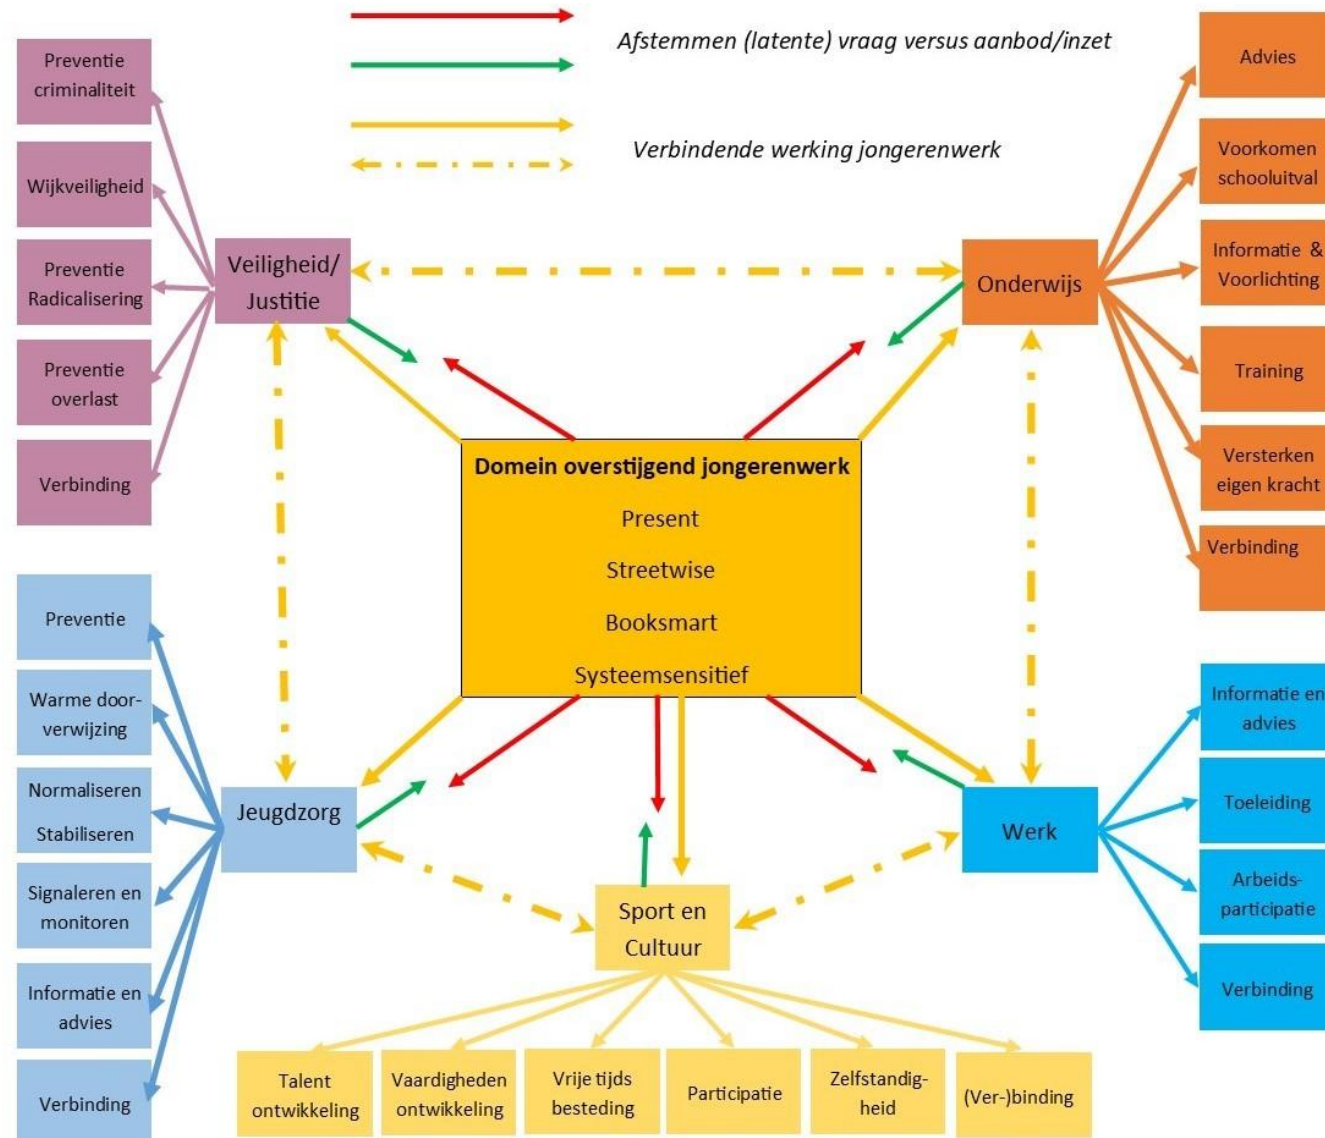 Afstemmen (latente) vraag versus aanbod/inzet
Verbindende werking jongerenwerk
Preventie
criminaliteit
Wijkveiligheid
Preventie
Radicalisering
Preventie
overlast
Verbinding
Veiligheid/
Justitie
Onderwijs
Advies
Voorkomen
schooluitval
Informatie &
Voorlichting
Training
Versterken
eigen kracht
Verbinding
Domein overstijgend jongerenwerk
Present
Streetwise
Booksmart
Systeemsensitief
Preventie
Warme door-
verwijzing
Normaliseren
Stabiliseren
Signaleren en
monitoren
Informatie en
advies
Verbinding
Jeugdzorg
Werk
Informatie en
advies
Toeleiding
Arbeids-
participatie
Verbinding
Sport en
Cultuur
Talent
ontwikkeling
Vaardigheden
ontwikkeling
Vrije tijds
besteding
Participatie
Zelfstandig-
heid
(Ver-)binding